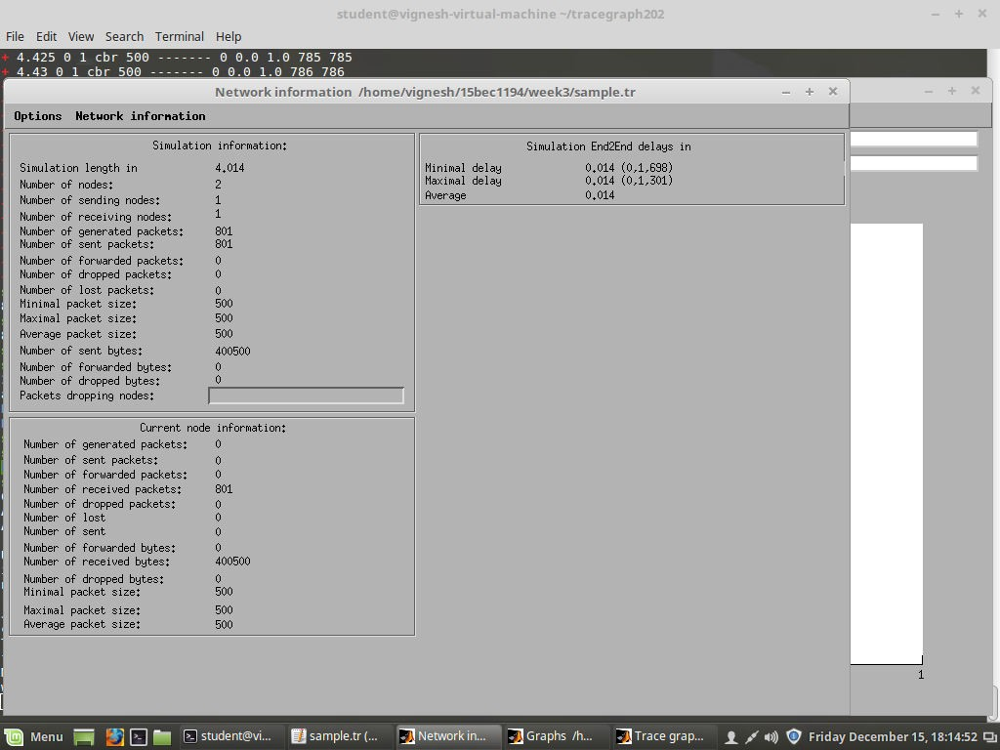 student@vignesh-virtual-machine ~/tracegraph202
File Edit View Search Terminal Help
+ 4.425 0 1 cbr 500 ------- 0 0.0 1.0 785 785
+ 4.43 0 1 cbr 500 ------- 0 0.0 1.0 786 786
Network information /home/vignesh/15bec1194/week3/sample.tr
Options Network information
Simulation information:
Simulation length in 4.014
Number of nodes: 2
Number of sending nodes: 1
Number of receiving nodes: 1
Number of generated packets: 801
Number of sent packets: 801
Number of forwarded packets: 0
Number of dropped packets: 0
Number of lost packets: 0
Minimal packet size: 500
Maximal packet size: 500
Average packet size: 500
Number of sent bytes: 400500
Number of forwarded bytes: 0
Number of dropped bytes: 0
Packets dropping nodes:
Simulation End2End delays in
Minimal delay 0.014 (0,1,698)
Maximal delay 0.014 (0,1,301)
Average 0.014
Current node information:
Number of generated packets: 0
Number of sent packets: 0
Number of forwarded packets: 0
Number of received packets: 801
Number of dropped packets: 0
Number of lost 0
Number of sent 0
Number of forwarded bytes: 0
Number of received bytes: 400500
Number of dropped bytes: 0
Minimal packet size: 500
Maximal packet size: 500
Average packet size: 500
1
Menu student@vi... sample.tr (... Network in... Graphs /h... Trace grap... Friday December 15, 18:14:52